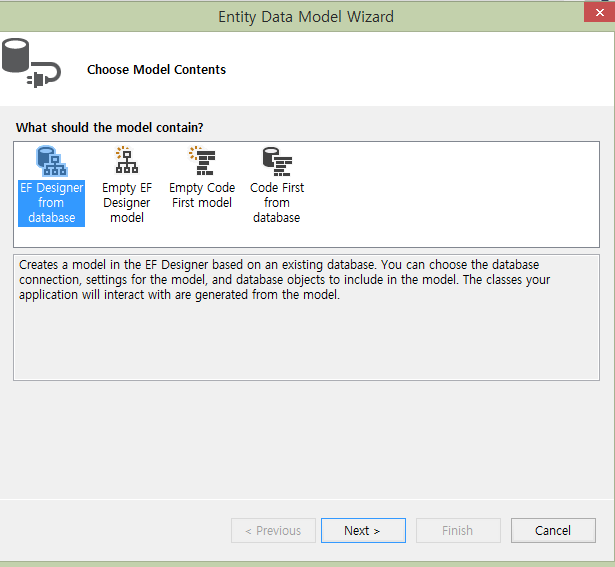 Entity Data Model Wizard
Choose Model Contents
What should the model contain?
EF Designer
from
database
Empty EF
Designer
model
Empty Code
First model
Code First
from
database
Creates a model in the EF Designer based on an existing database. You can choose the database
connection, settings for the model, and database objects to include in the model. The classes your
application will interact with are generated from the model.
< Previous
Next >
Finish
Cancel